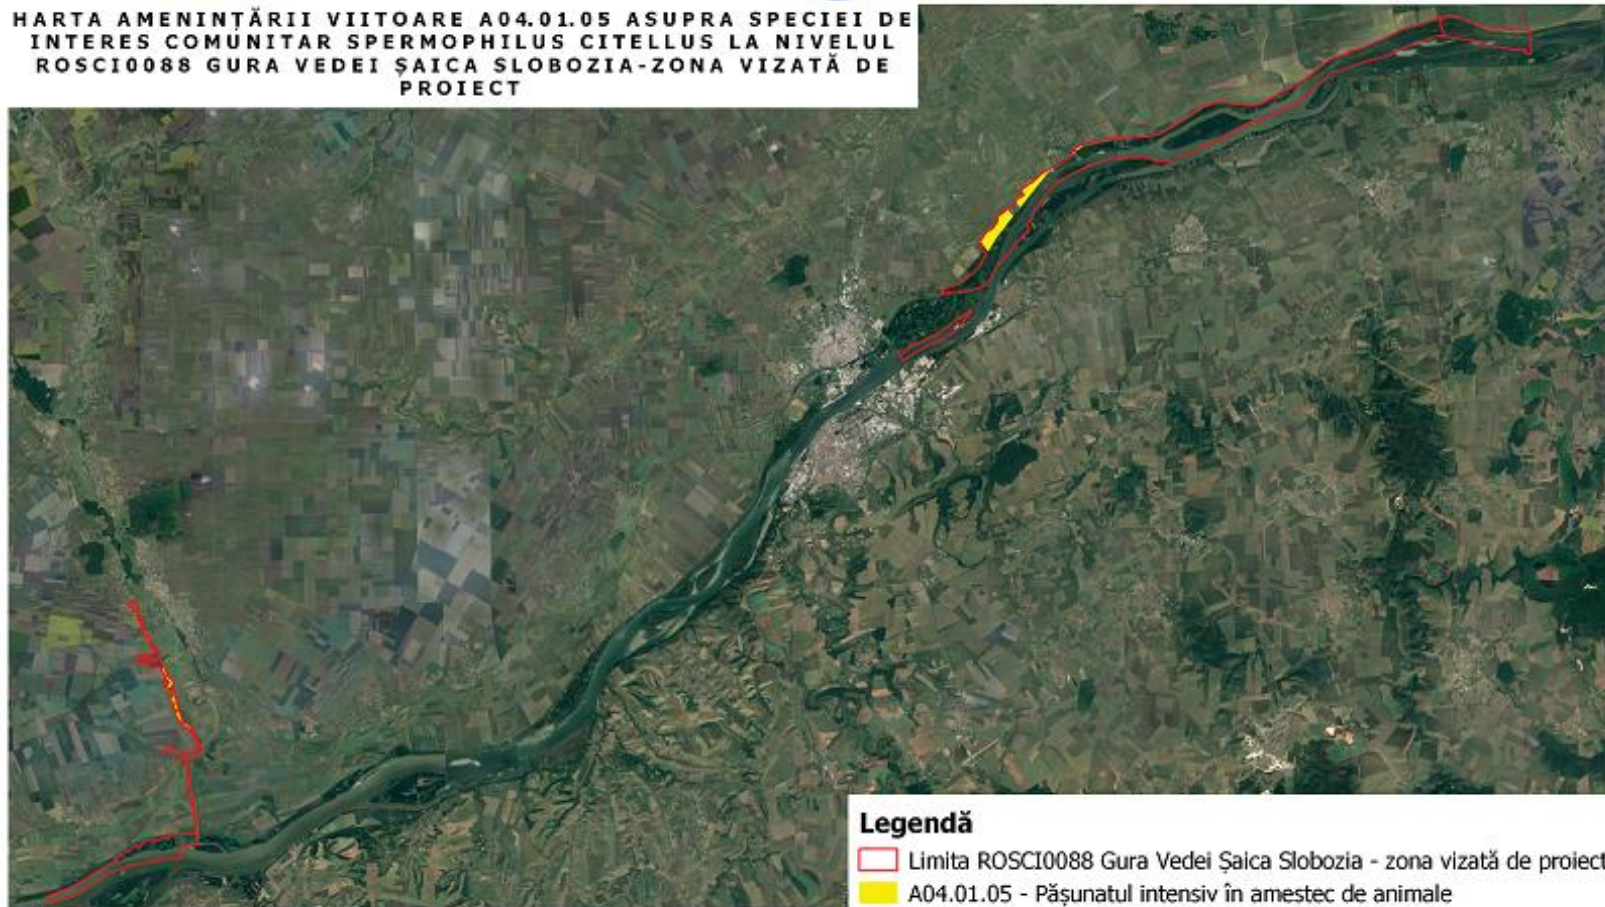 HARTA AMENINȚĂRII VIITOARE A04.01.05 ASUPRA SPECIEI DE
INTERES COMUNITAR SPERMOPHILUS CITELLUS LA NIVELUL
ROSCI0088 GURA VEDEI ȘAICA SLOBOZIA-ZONA VIZATĂ DE
PROIECT
Legendă
Limita ROSCI0088 Gura Vedei Șaica Slobozia - zona vizată de proiect
A04.01.05 - Pășunatul intensiv în amestec de animale